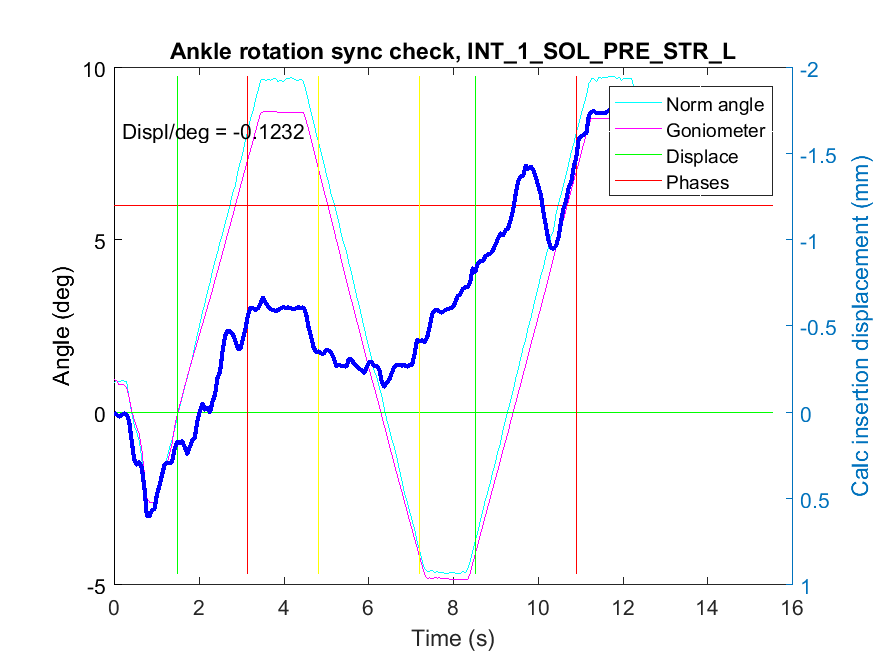 Ankle rotation sync check, INT_1_SOL_PRE_STR_L
10
5
0
-5
Angle (deg)
Displ/deg = -0.1232
Norm angle
Goniometer
Displace
Phases
-2
-1.5
-1
-0.5
0
0.5
1
Calc insertion displacement (mm)
0 2 4 6 8 10 12 14 16
Time (s)